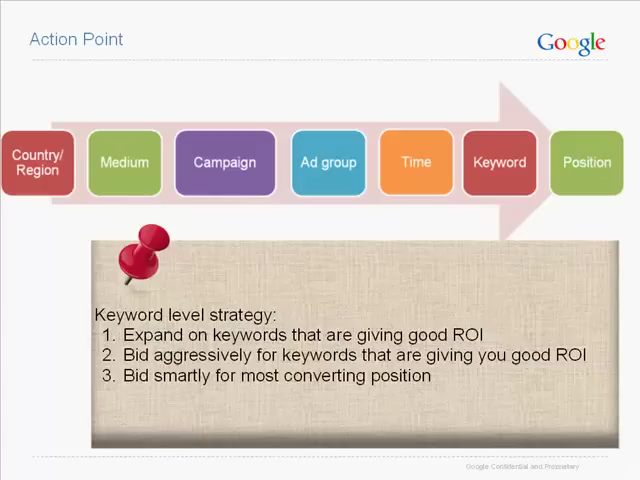 Action Point
Google
Country/
Region
Medium
Campaign
Ad group
Time
Keyword
Position
Keyword level strategy:
1. Expand on keywords that are giving good ROI
2. Bid aggressively for keywords that are giving you good ROI
3. Bid smartly for most converting position
Google Confidential and Proprietary